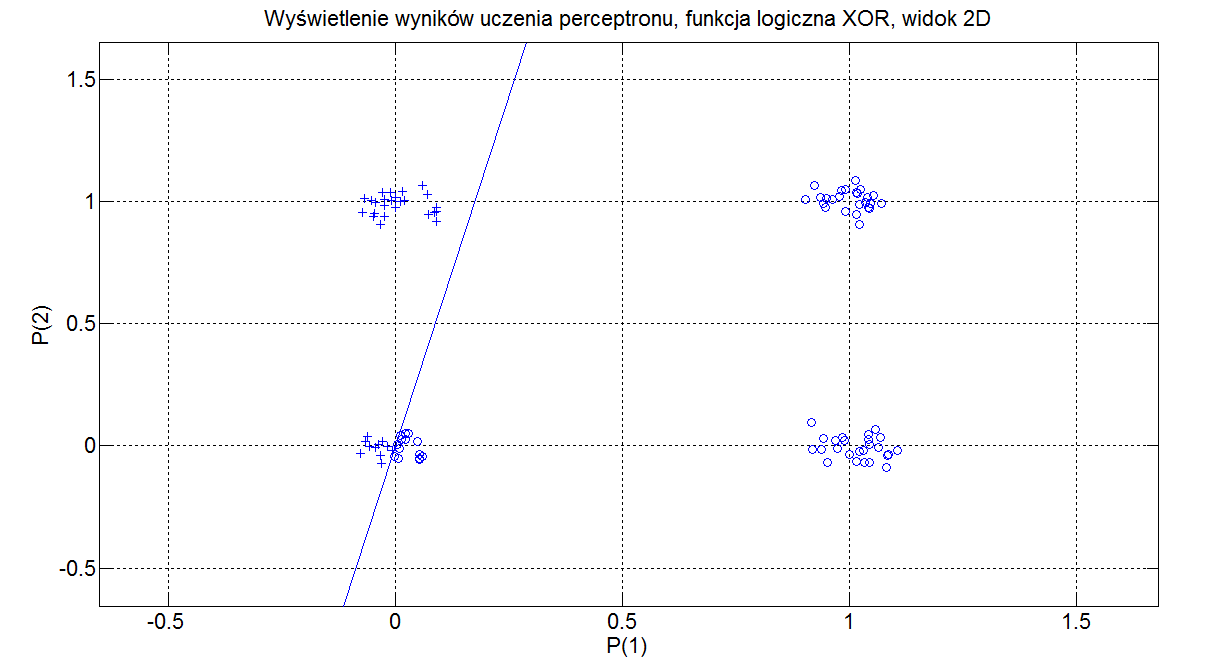 Wyświetlenie wyników uczenia perceptronu, funkcja logiczna XOR, widok 2D
1.5
1
0.5
0
-0.5
P(2)
-0.5 0 0.5 1 1.5
P(1)